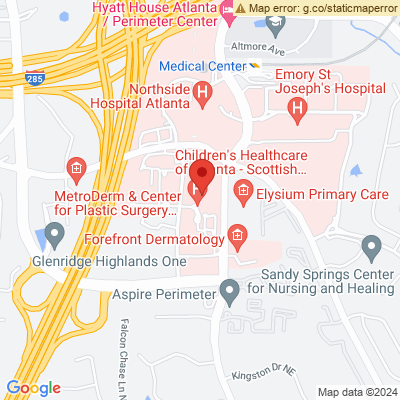 Hyatt House Atlanta
/ Perimeter Center
Map error: g.co/staticmaperror
Altmore Ave
Medical Center
285
Northside
Hospital Atlanta
H
Emory St
Joseph's Hospital
H
Children's Healthcare
of Atlanta - Scottish...
H
MetroDerm & Center
for Plastic Surgery...
Elysium Primary Care
Forefront Dermatology
Glenridge Highlands One
Sandy Springs Center
for Nursing and Healing
Aspire Perimeter
Falcon Chase Ln N
Kingston Dr NE
Google
Map data ©2024